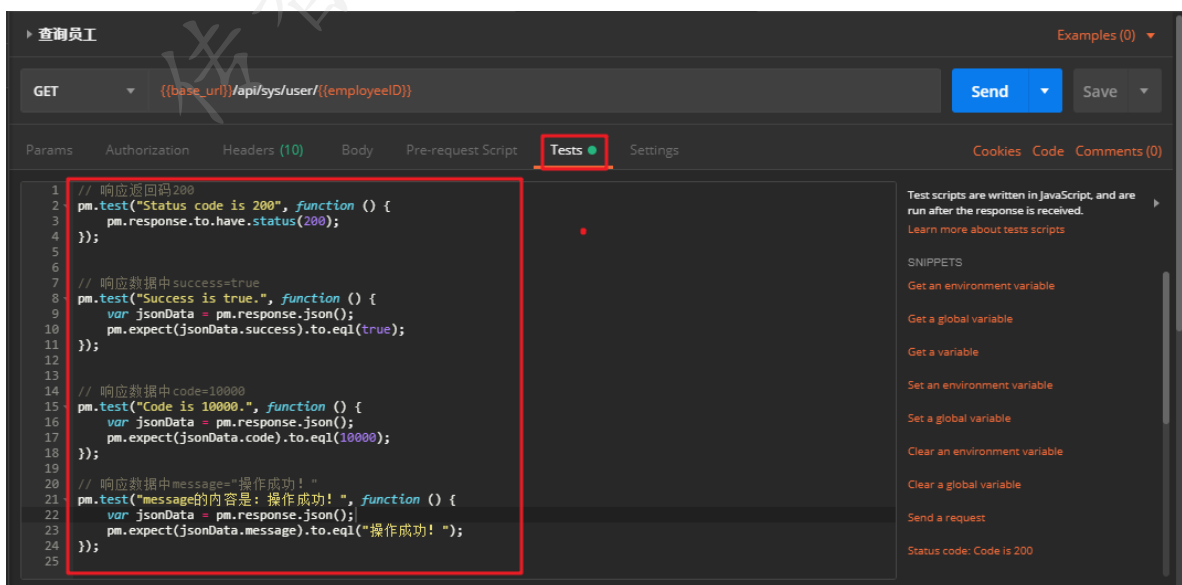 查询员工
Examples (0)
GET
{{base_url}}/api/sys/user/{{employeeID}}
Send
Save
Params
Authorization
Headers (10)
Body
Pre-request Script
Tests
Settings
Cookies Code Comments (0)
1 // 响应返回码200
2 pm.test("Status code is 200", function () {
3 pm.response.to.have.status(200);
4 });
5
6
7 // 响应数据中success=true
8 pm.test("Success is true.", function () {
9 var jsonData = pm.response.json();
10 pm.expect(jsonData.success).to.eql(true);
11 });
12
13
14 // 响应数据中code=10000
15 pm.test("Code is 10000.", function () {
16 var jsonData = pm.response.json();
17 pm.expect(jsonData.code).to.eql(10000);
18 });
19
20 // 响应数据中message="操作成功！"
21 pm.test("message的内容是：操作成功！", function () {
22 var jsonData = pm.response.json();
23 pm.expect(jsonData.message).to.eql("操作成功！");
24 });
25
Test scripts are written in JavaScript, and are
run after the response is received.
Learn more about tests scripts
SNIPPETS
Get an environment variable
Get a global variable
Get a variable
Set an environment variable
Set a global variable
Clear an environment variable
Clear a global variable
Send a request
Status code: Code is 200